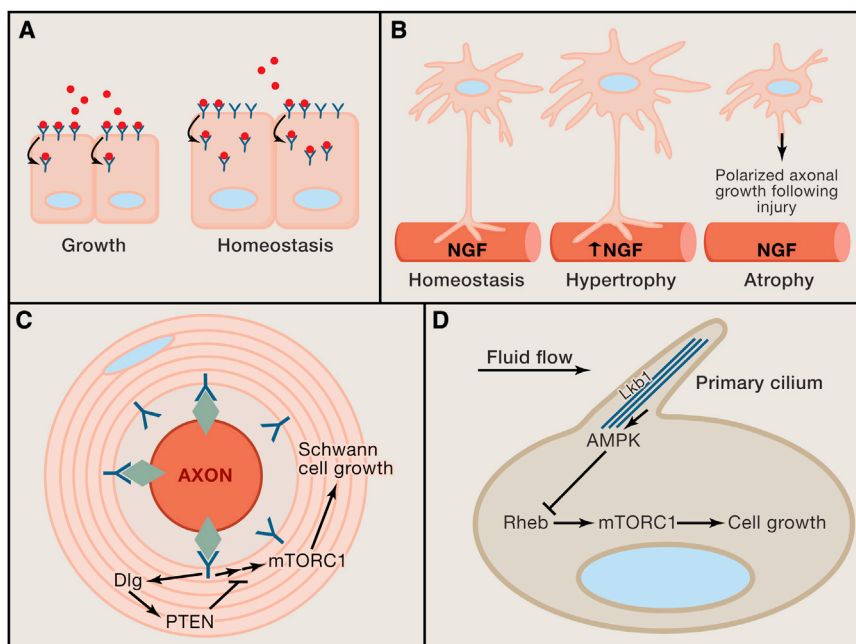 A
Growth
Homeostasis
B
Polarized axonal
growth following
injury
NGF
↑NGF
NGF
Homeostasis
Hypertrophy
Atrophy
C
AXON
Schwann
cell growth
mTORC1
Dlg
PTEN
D
Fluid flow
Lkb1
Primary cilium
AMPK
Rheb
mTORC1
Cell growth